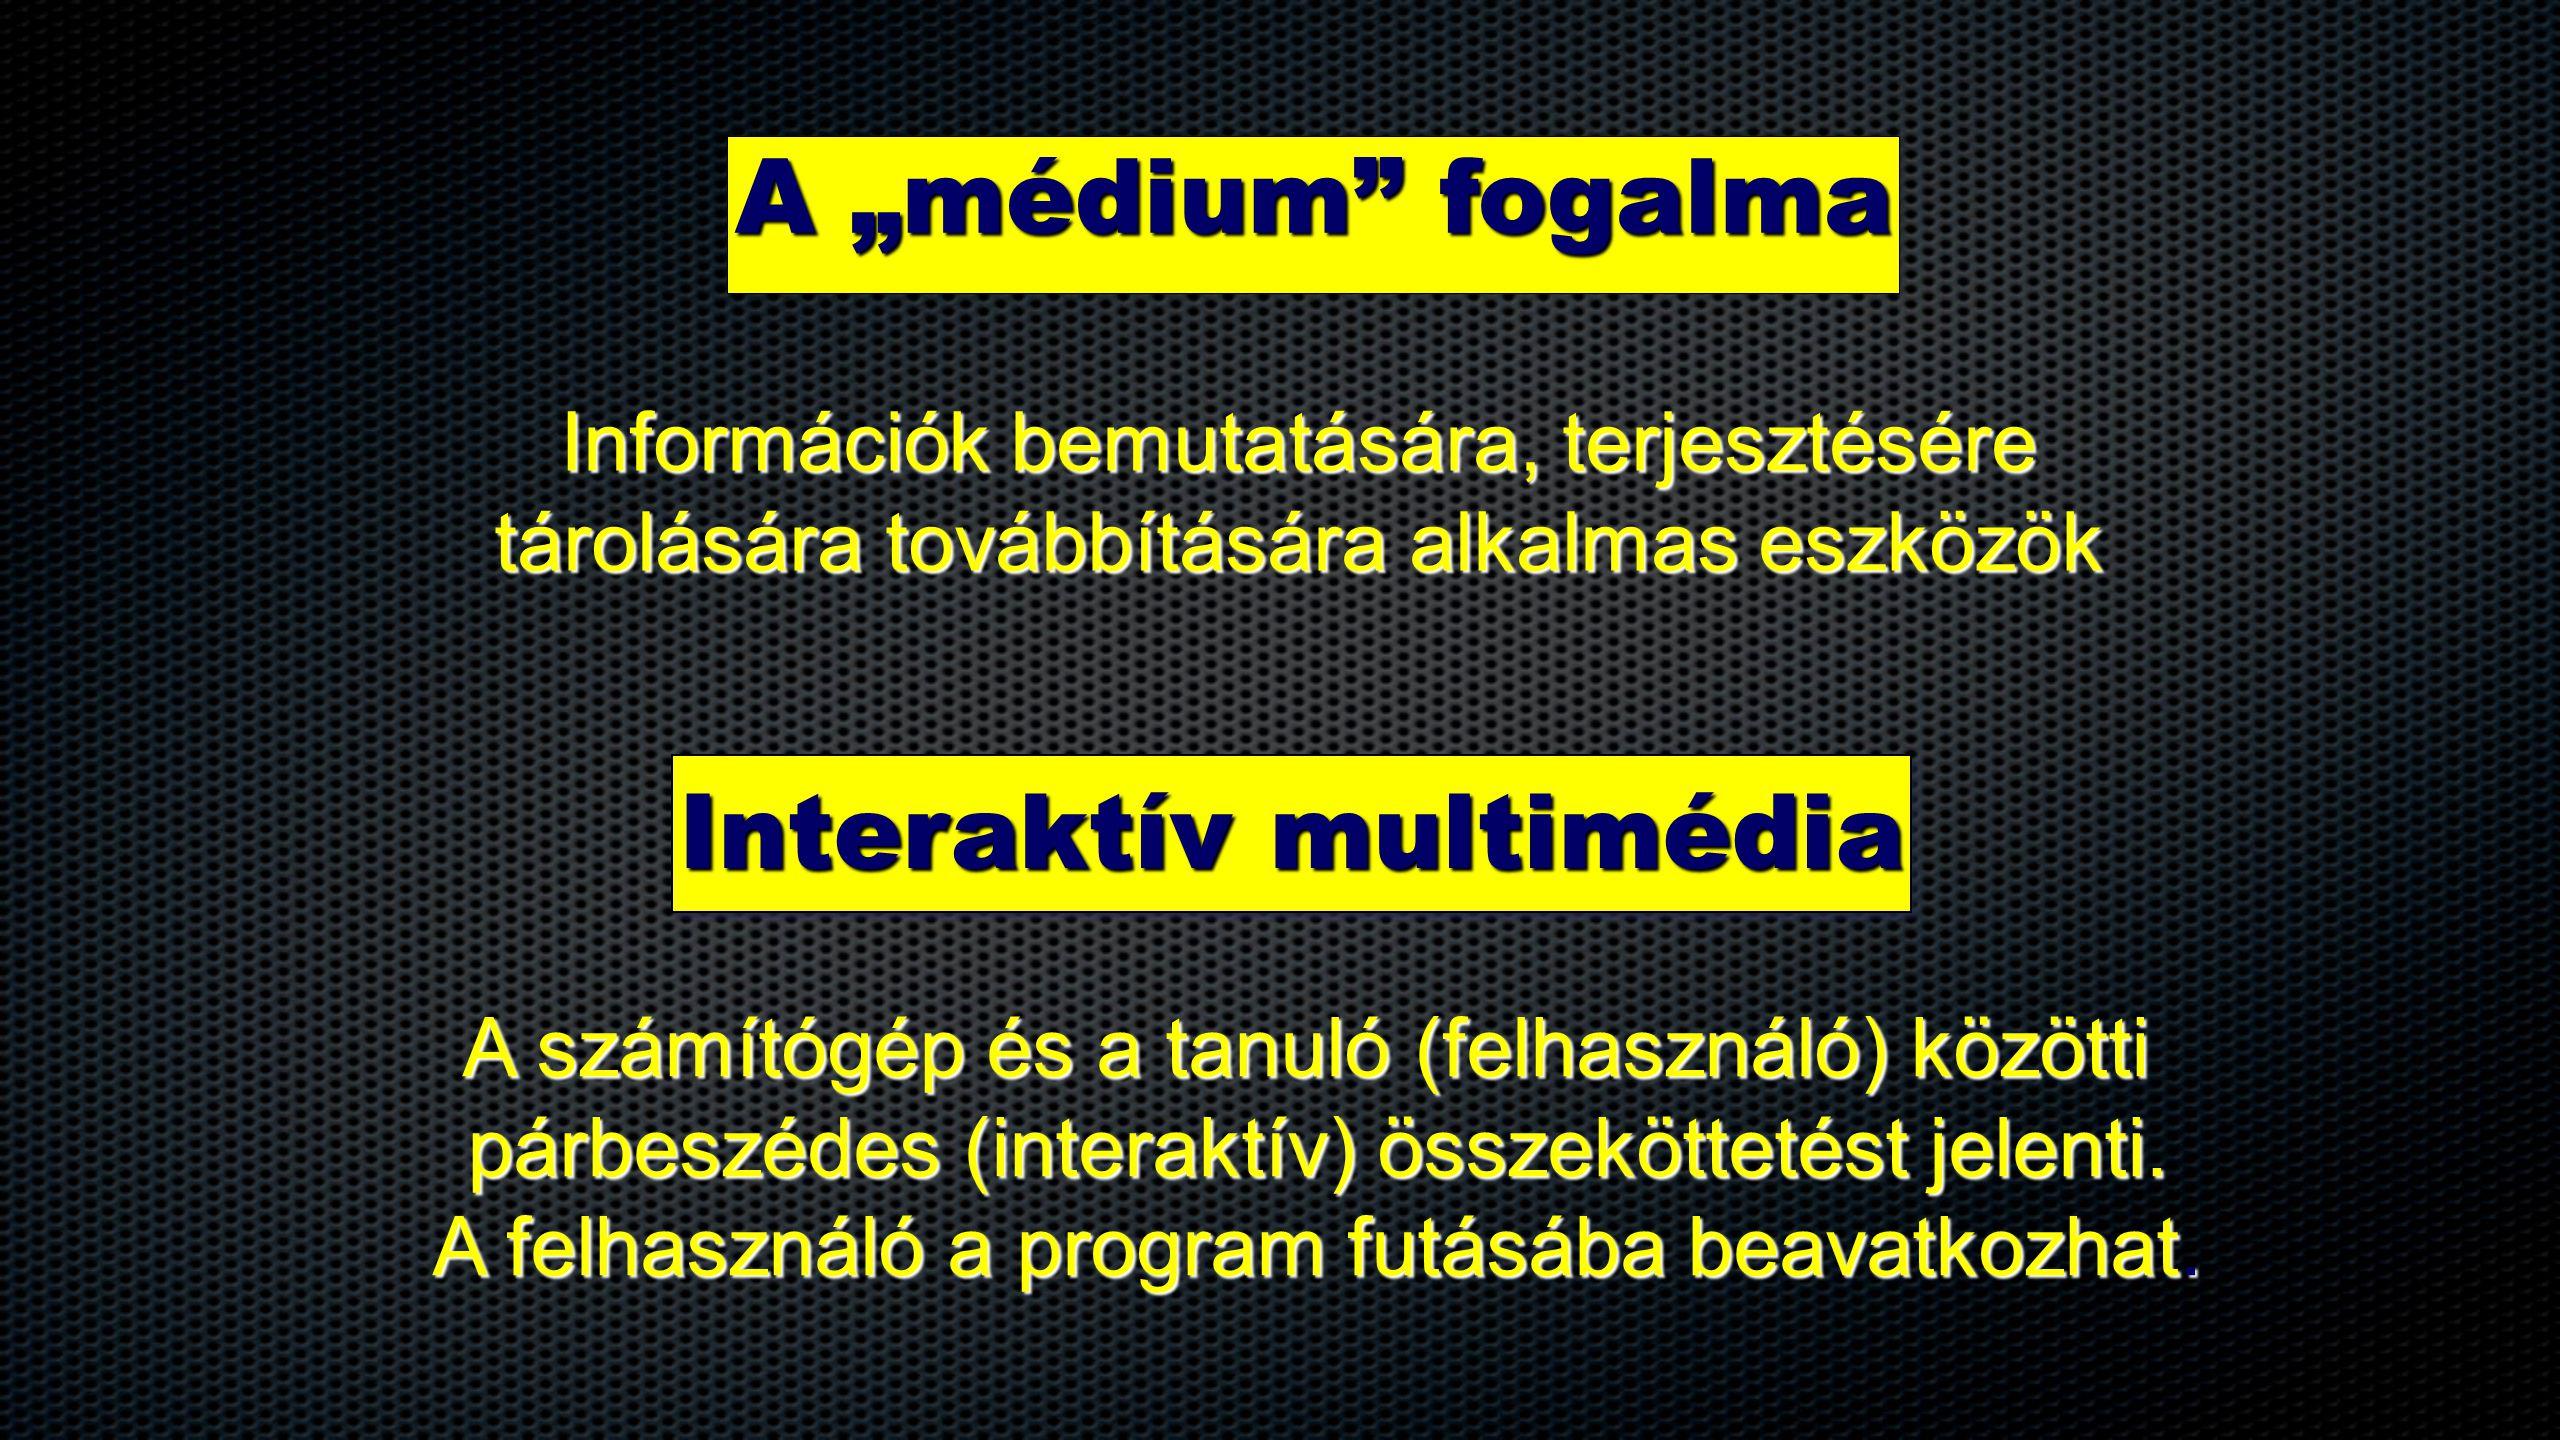 A „médium” fogalma
Információk bemutatására, terjesztésére
tárolására továbbítására alkalmas eszközök
Interaktív multimédia
A számítógép és a tanuló (felhasználó) közötti
párbeszédes (interaktív) összeköttetést jelenti.
A felhasználó a program futásába beavatkozhat.